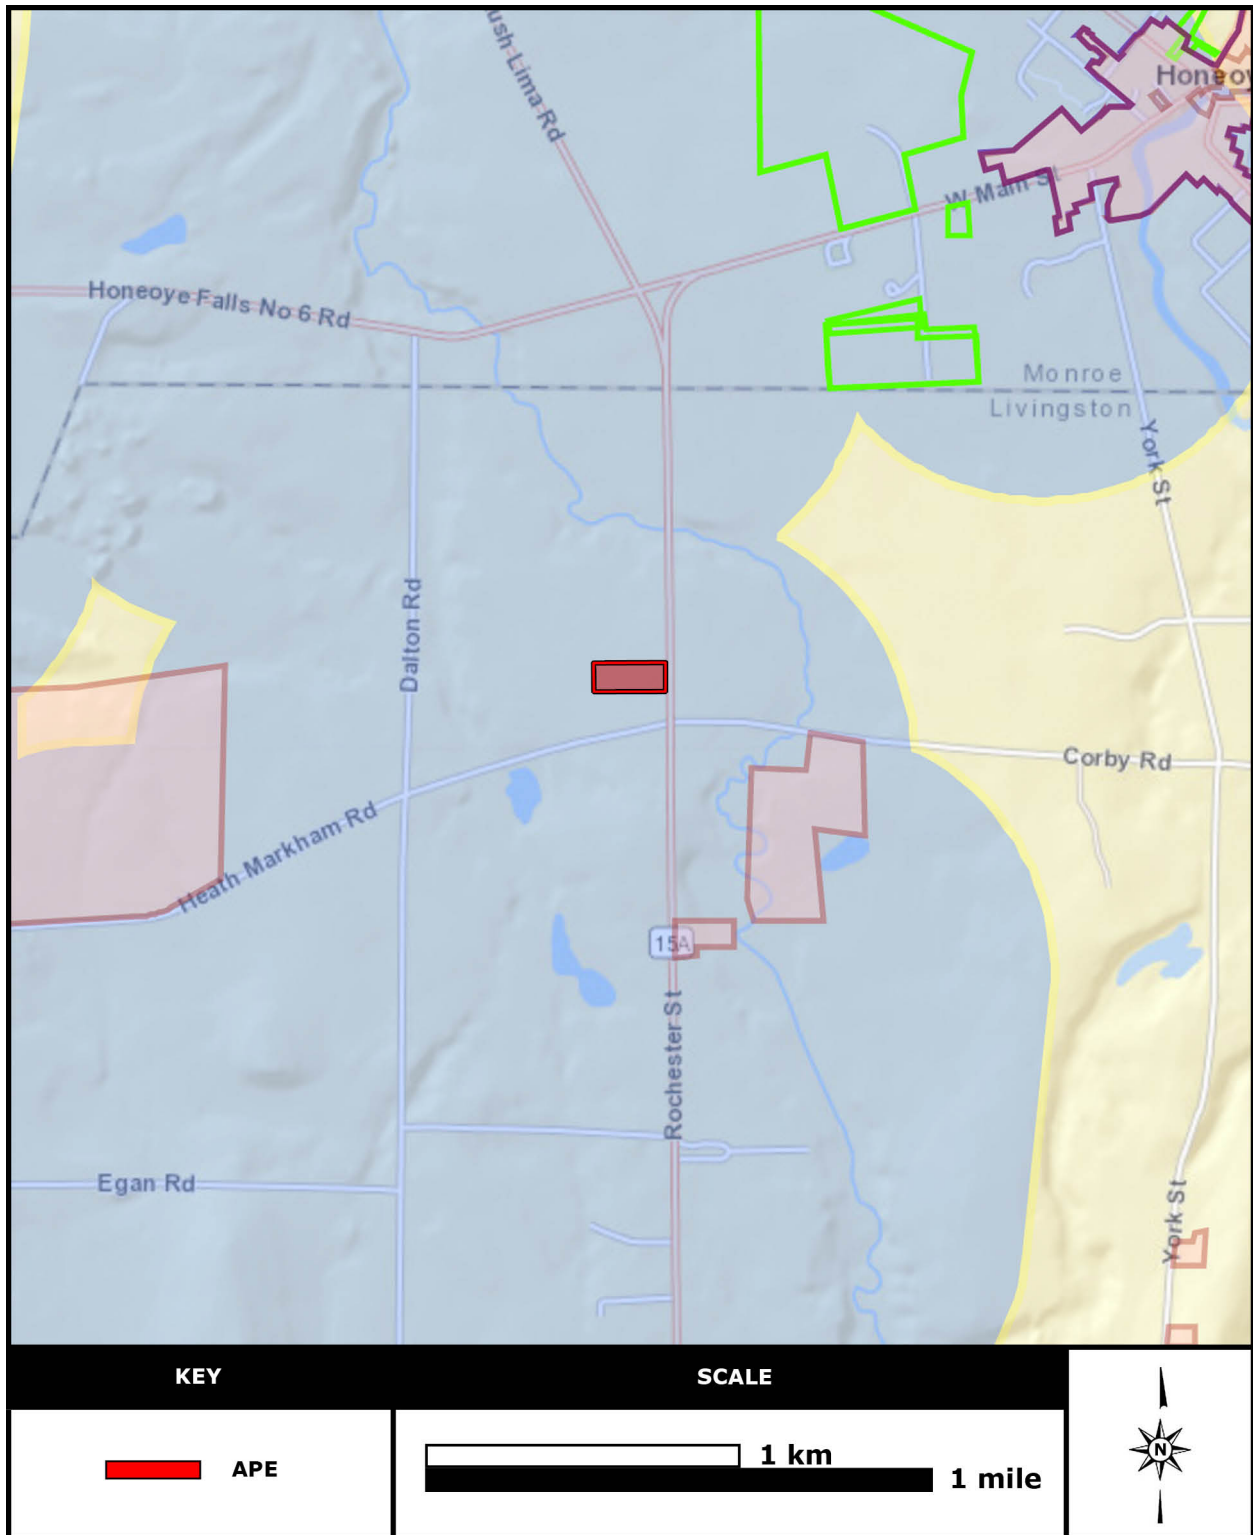 ush Lima Rd
Honeoy
W Main St
Honeoye Falls No 6 Rd
Monroe
Livingston
York St
Dalton Rd
Corby Rd
Heath Markham Rd
15A
Rochester St
Egan Rd
York St
KEY
SCALE
APE
1 km
1 mile
N